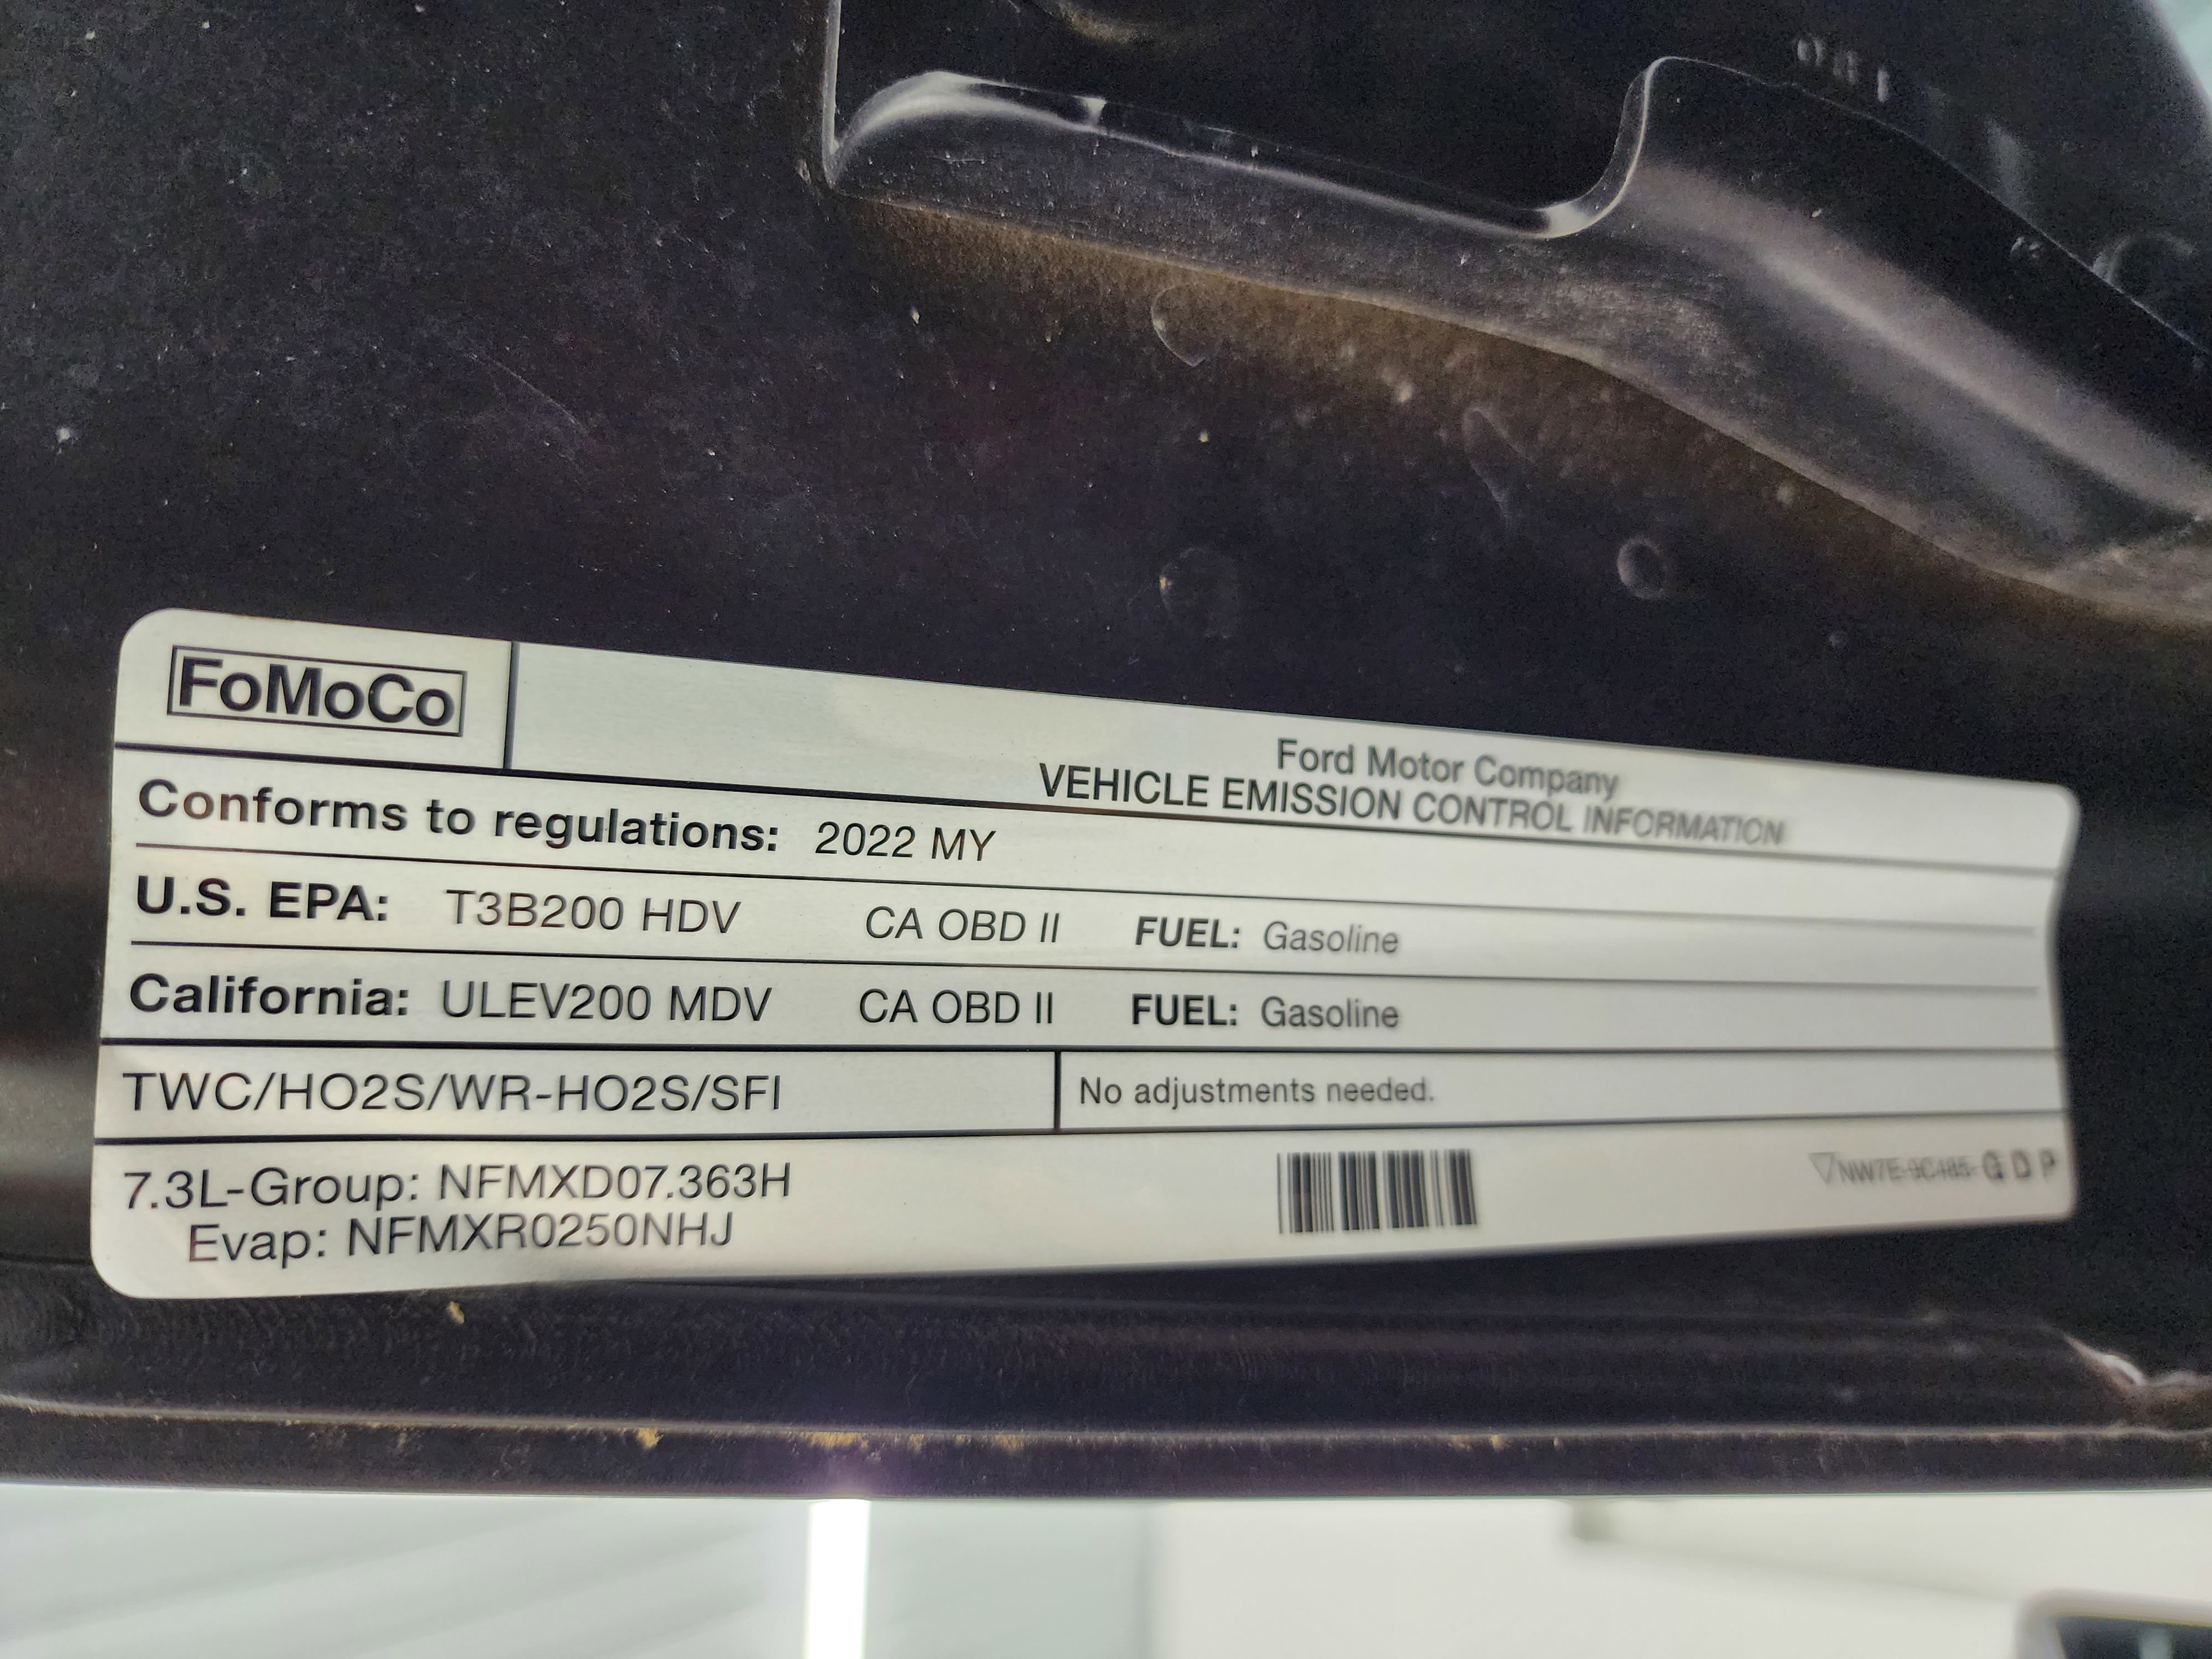 FoMoCo
Ford Motor Company
VEHICLE EMISSION CONTROL INFORMATION
Conforms to regulations: 2022 MY
U.S. EPA: T3B200 HDV CA OBD II FUEL: Gasoline
California: ULEV200 MDV CA OBD II FUEL: Gasoline
TWC/HO2S/WR-HO2S/SFI No adjustments needed.
7.3L-Group: NFMXD07.363H
Evap: NFMXR0250NHJ